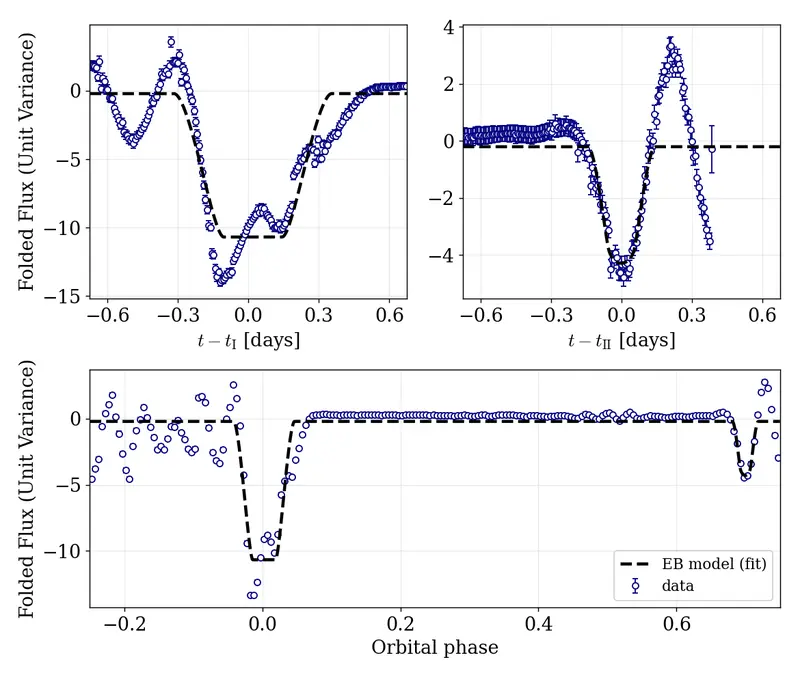 Folded Flux (Unit Variance)
0
−5
−10
−15
−0.6 −0.3 0.0 0.3 0.6
t − t_I [days]
4
2
0
−2
−4
−0.6 −0.3 0.0 0.3 0.6
t − t_II [days]
Folded Flux (Unit Variance)
0
−5
−10
−0.2 0.0 0.2 0.4 0.6
Orbital phase
EB model (fit)
data